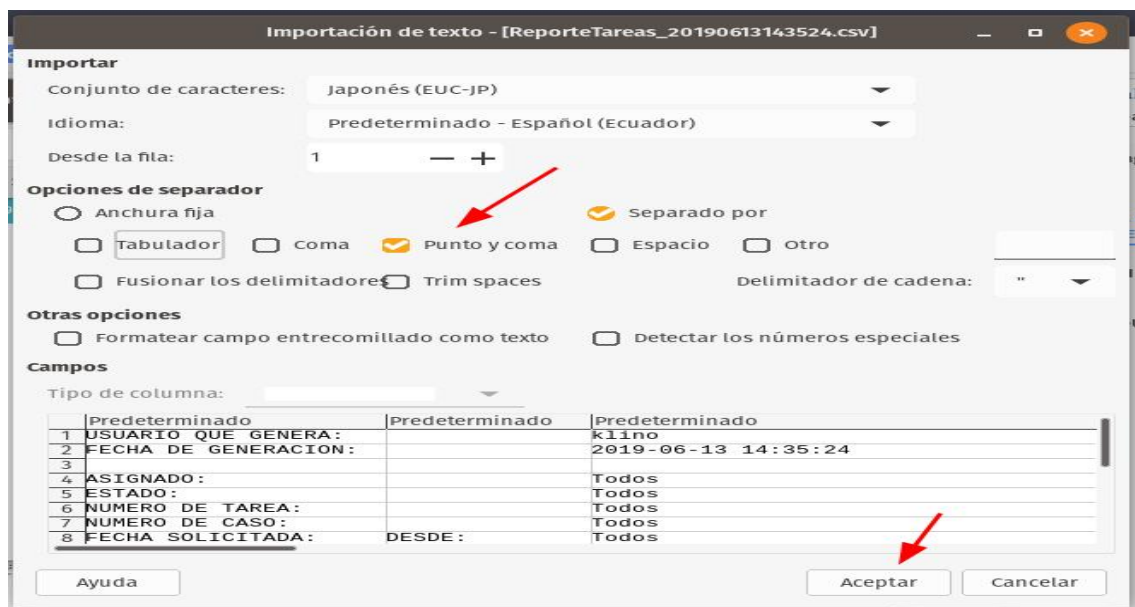 Importación de texto - [ReporteTareas_20190613143524.csv]
Importar
Conjunto de caracteres: Japonés (EUC-JP)
Idioma: Predeterminado - Español (Ecuador)
Desde la fila: 1
Opciones de separador
Anchura fija Separado por
Tabulador Coma Punto y coma Espacio Otro
Fusionar los delimitadores Trim spaces Delimitador de cadena: "
Otras opciones
Formatear campo entrecomillado como texto Detectar los números especiales
Campos
Tipo de columna:
Predeterminado Predeterminado Predeterminado
1 USUARIO QUE GENERA: klino
2 FECHA DE GENERACION: 2019-06-13 14:35:24
3
4 ASIGNADO: Todos
5 ESTADO: Todos
6 NUMERO DE TAREA: Todos
7 NUMERO DE CASO: Todos
8 FECHA SOLICITADA: DESDE: Todos
Ayuda Aceptar Cancelar